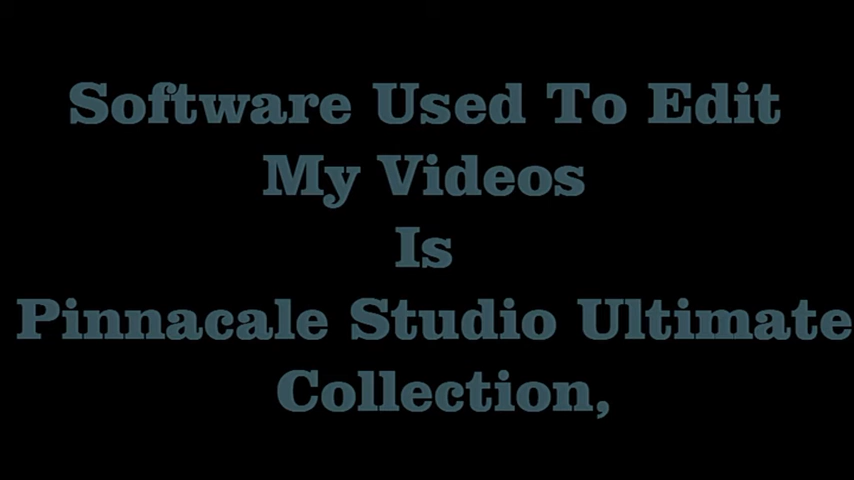 Software Used To Edit
My Videos
Is
Pinnacale Studio Ultimate
Collection,